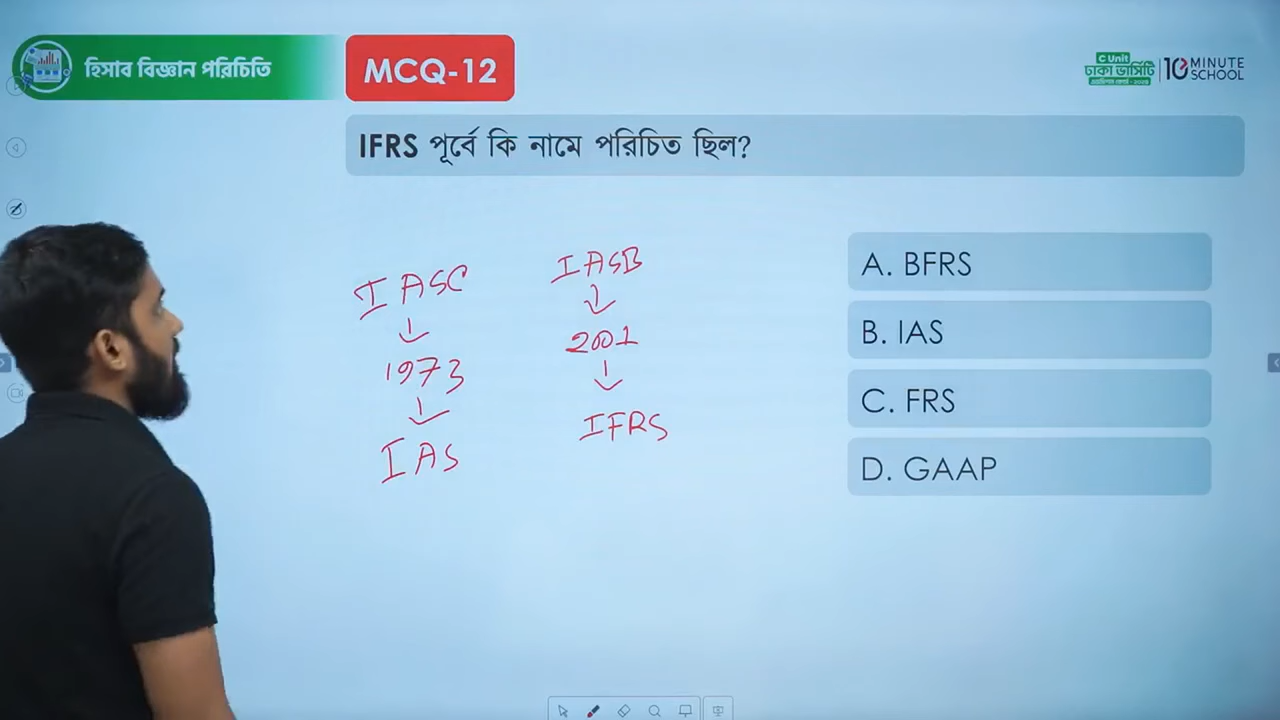 হিসাব বিজ্ঞান পরিচিতি
MCQ-12
C Unit
ঢাকা ভার্সিটি
10 MINUTE SCHOOL
IFRS পূর্বে কি নামে পরিচিত ছিল?
IASC
1973
IAS
IASB
2001
IFRS
A. BFRS
B. IAS
C. FRS
D. GAAP